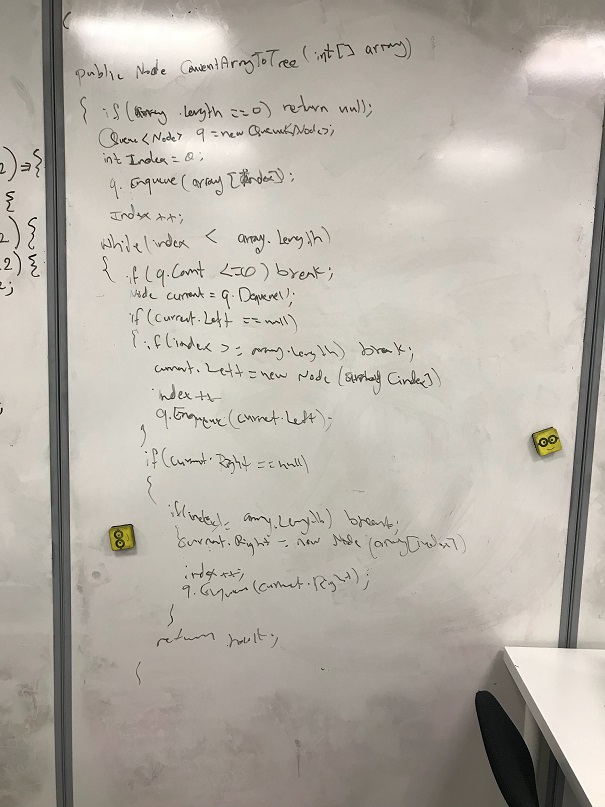 public Node ConvertArryToTree (int[] array)
{ if (array.Length == 0) return null;
Queue<Node> q = new Queue<Node>;
int Index = 0;
q. Enqueue (array [index]);
Index ++;
while (index < array.Length)
{ if (q.Count <= 0) break;
Node current = q.Dequeue();
if (current.Left == null)
{ if (index >= array.length) break;
current.Left = new Node ( [index])
index ++
q.Enqueue (current.Left);
}
if (current.Right == null)
{
if (index array.Length) break;
current.Right = new Node (array[index])
index ++;
q.Enqueue (current.Right);
}
return
{
2) => {
{
2) {
.2) {
;
;
(